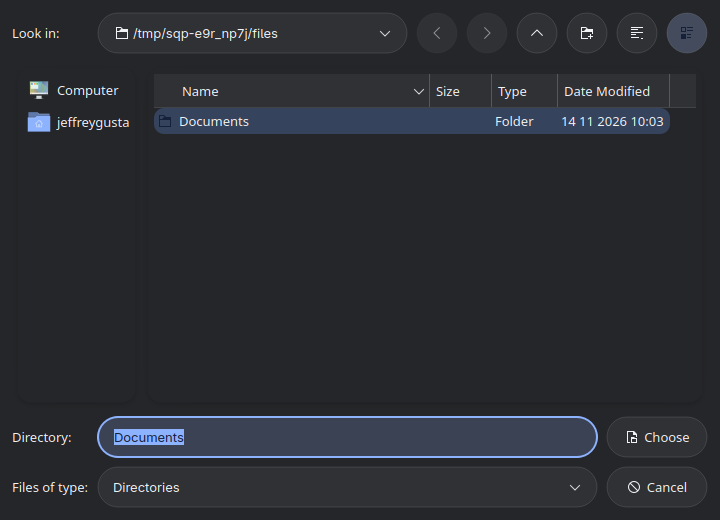 Look in: /tmp/sqp-e9r_np7j/files
Computer
jeffreygusta
Name Size Type Date Modified
Documents Folder 14 11 2026 10:03
Directory: Documents Choose
Files of type: Directories Cancel